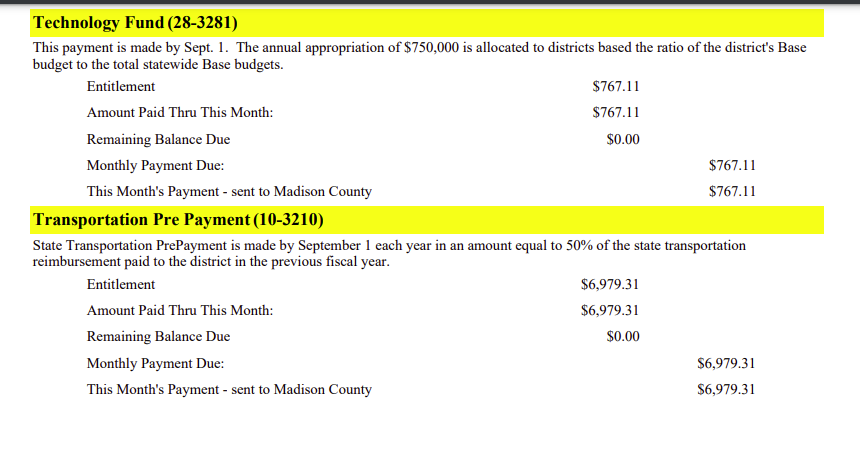 Technology Fund (28-3281)
This payment is made by Sept. 1.  The annual appropriation of $750,000 is allocated to districts based the ratio of the district's Base
budget to the total statewide Base budgets.
Entitlement $767.11
Amount Paid Thru This Month: $767.11
Remaining Balance Due $0.00
Monthly Payment Due: $767.11
This Month's Payment - sent to Madison County $767.11
Transportation Pre Payment (10-3210)
State Transportation PrePayment is made by September 1 each year in an amount equal to 50% of the state transportation
reimbursement paid to the district in the previous fiscal year.
Entitlement $6,979.31
Amount Paid Thru This Month: $6,979.31
Remaining Balance Due $0.00
Monthly Payment Due: $6,979.31
This Month's Payment - sent to Madison County $6,979.31